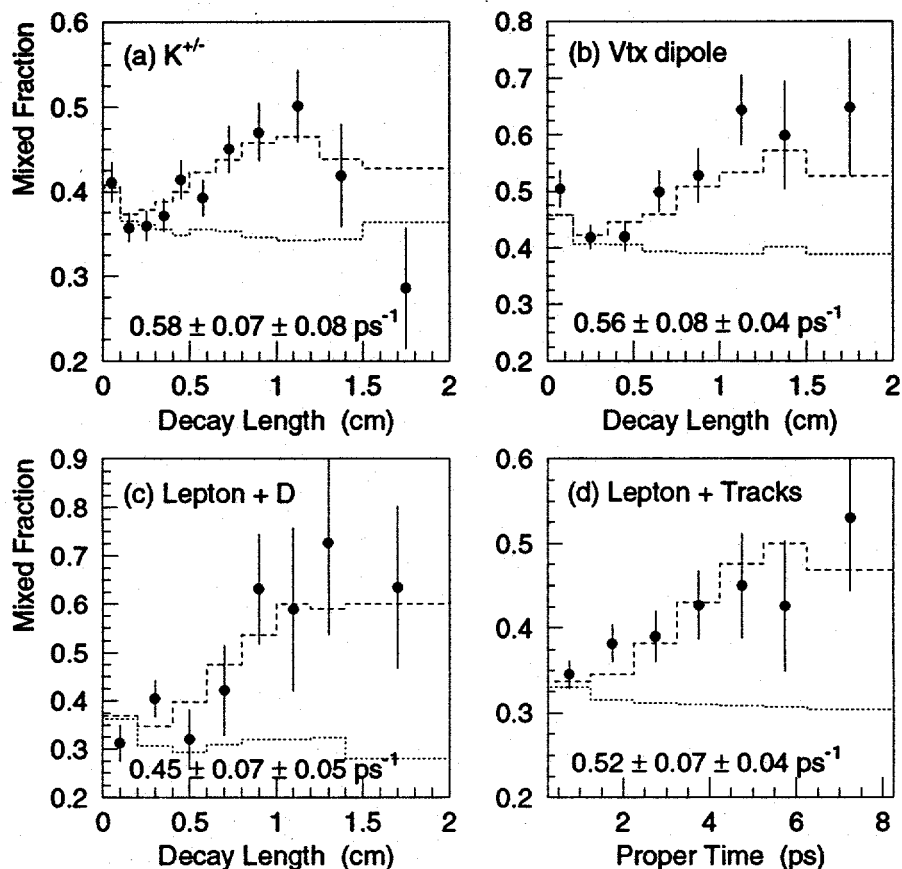 Mixed Fraction
0.6
0.5
0.4
0.3
0.2
(a) K+/-
0.58 ± 0.07 ± 0.08 ps-1
0 0.5 1 1.5 2
Decay Length (cm)
0.8
0.7
0.6
0.5
0.4
0.3
0.2
(b) Vtx dipole
0.56 ± 0.08 ± 0.04 ps-1
0 0.5 1 1.5 2
Decay Length (cm)
Mixed Fraction
0.9
0.8
0.7
0.6
0.5
0.4
0.3
0.2
(c) Lepton + D
0.45 ± 0.07 ± 0.05 ps-1
0 0.5 1 1.5 2
Decay Length (cm)
0.6
0.5
0.4
0.3
0.2
(d) Lepton + Tracks
0.52 ± 0.07 ± 0.04 ps-1
2 4 6 8
Proper Time (ps)